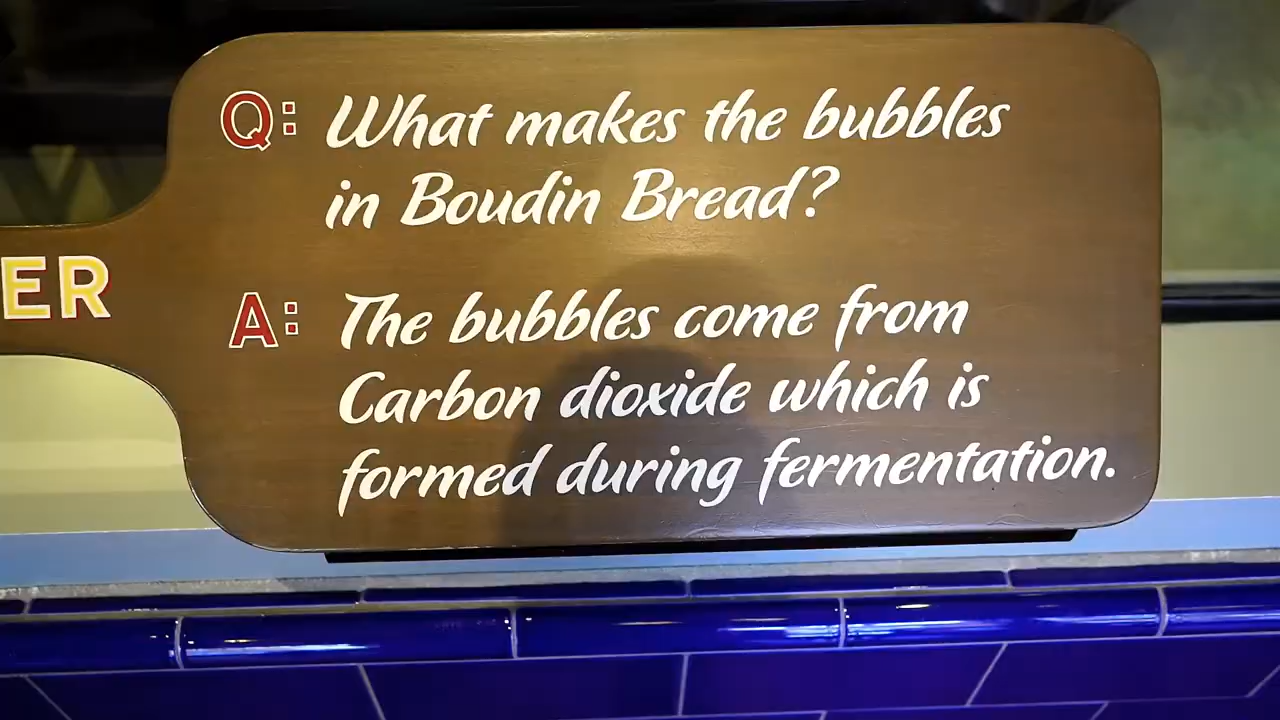 Q: What makes the bubbles
in Boudin Bread?
ER
A: The bubbles come from
Carbon dioxide which is
formed during fermentation.